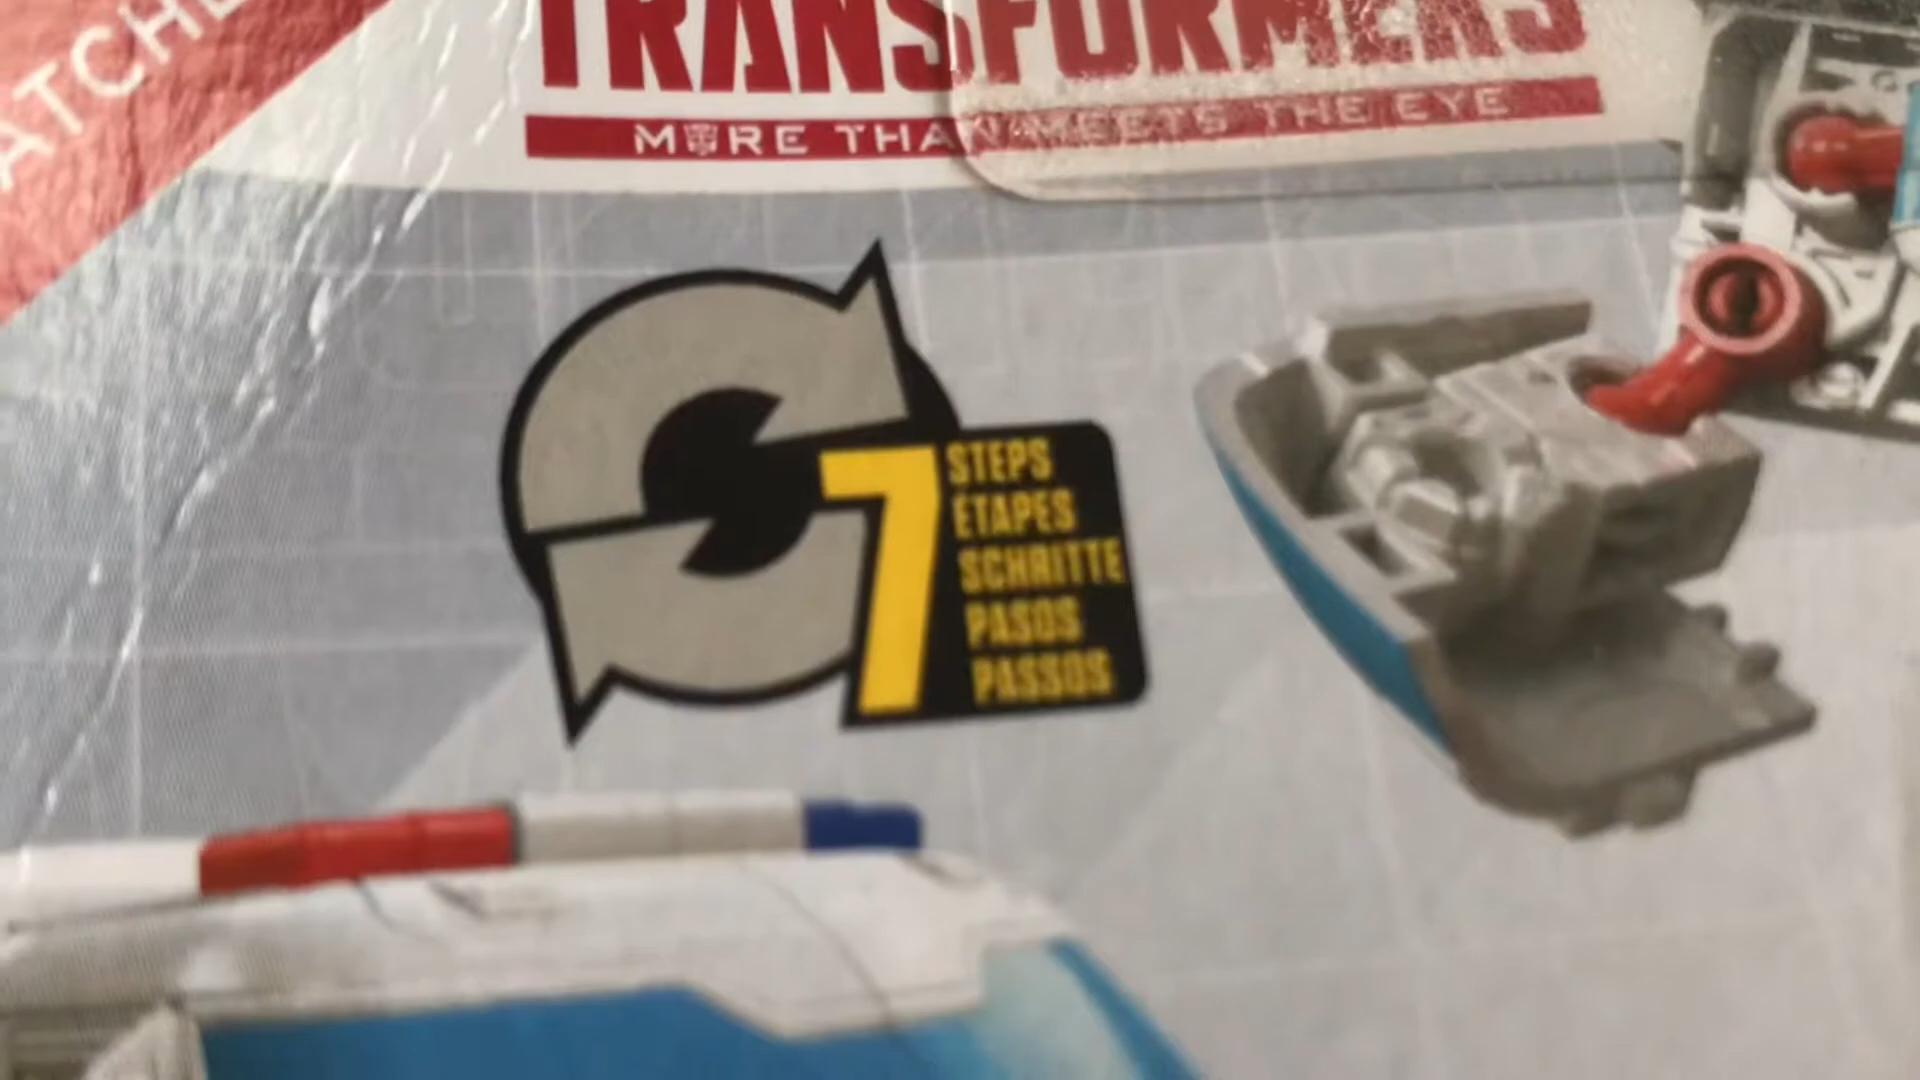 TRANSFORMERS
MORE THAN MEETS THE EYE
7
STEPS
ÉTAPES
SCHRITTE
PASOS
PASSOS